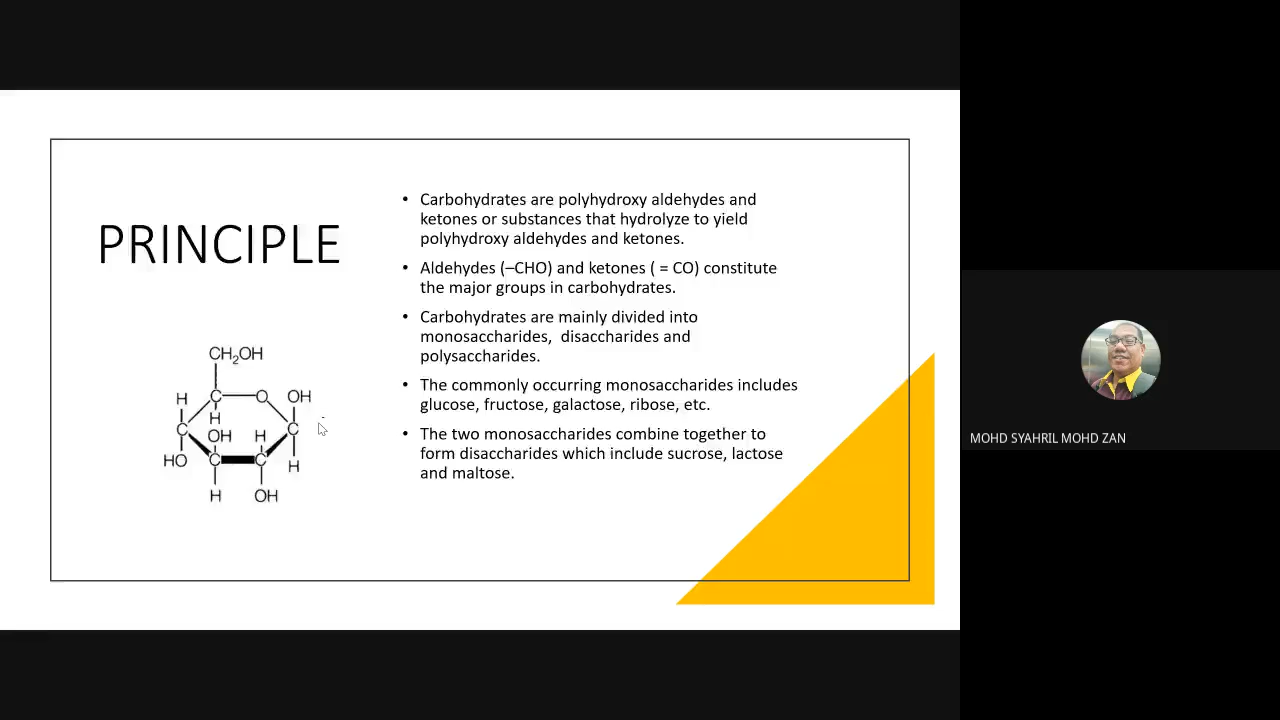 PRINCIPLE
• Carbohydrates are polyhydroxy aldehydes and
ketones or substances that hydrolyze to yield
polyhydroxy aldehydes and ketones.
• Aldehydes (–CHO) and ketones ( = CO) constitute
the major groups in carbohydrates.
• Carbohydrates are mainly divided into
monosaccharides,  disaccharides and
polysaccharides.
• The commonly occurring monosaccharides includes
glucose, fructose, galactose, ribose, etc.
• The two monosaccharides combine together to
form disaccharides which include sucrose, lactose
and maltose.
CH₂OH
H C O OH
H
C OH H C
HO C C H
H OH
MOHD SYAHRIL MOHD ZAN